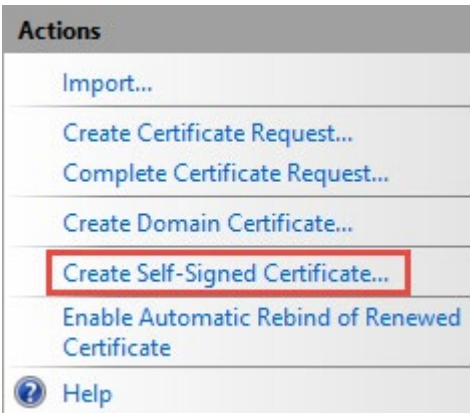 Actions
Import...
Create Certificate Request...
Complete Certificate Request...
Create Domain Certificate...
Create Self-Signed Certificate...
Enable Automatic Rebind of Renewed
Certificate
Help